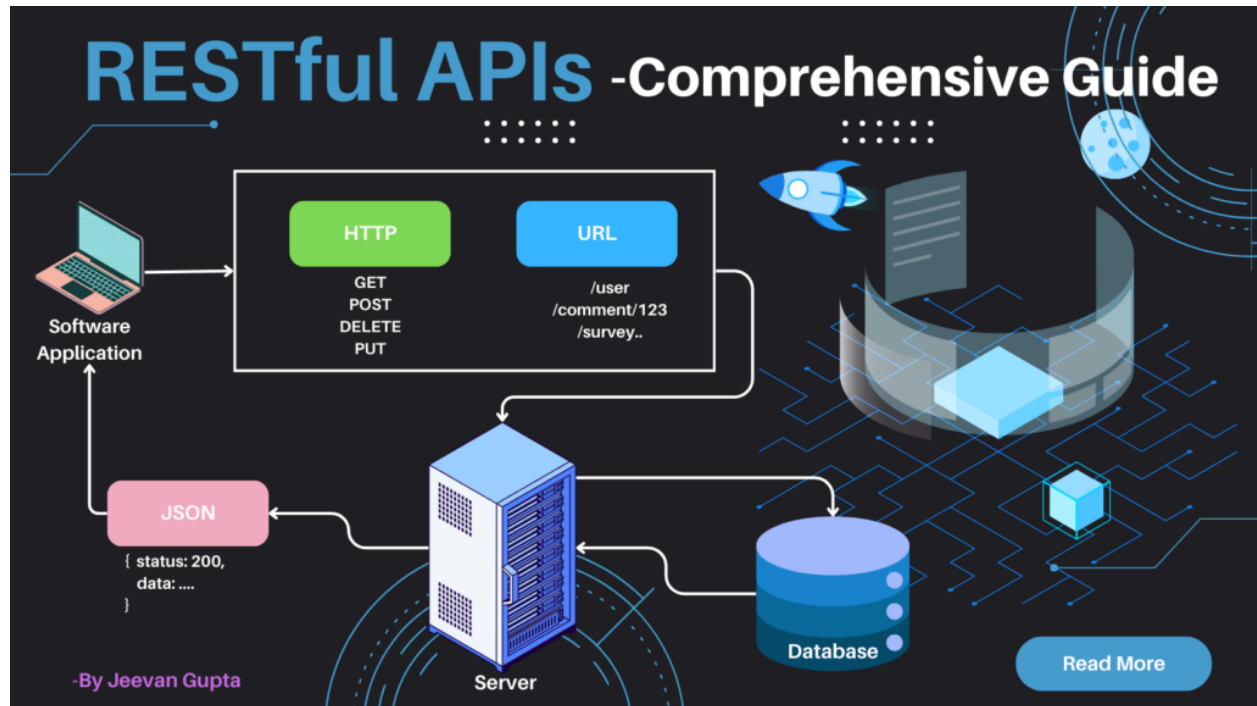 RESTful APIs -Comprehensive Guide
HTTP
GET
POST
DELETE
PUT
URL
/user
/comment/123
/survey..
Software
Application
JSON
{ status: 200,
data: ....
}
Server
Database
Read More
-By Jeevan Gupta